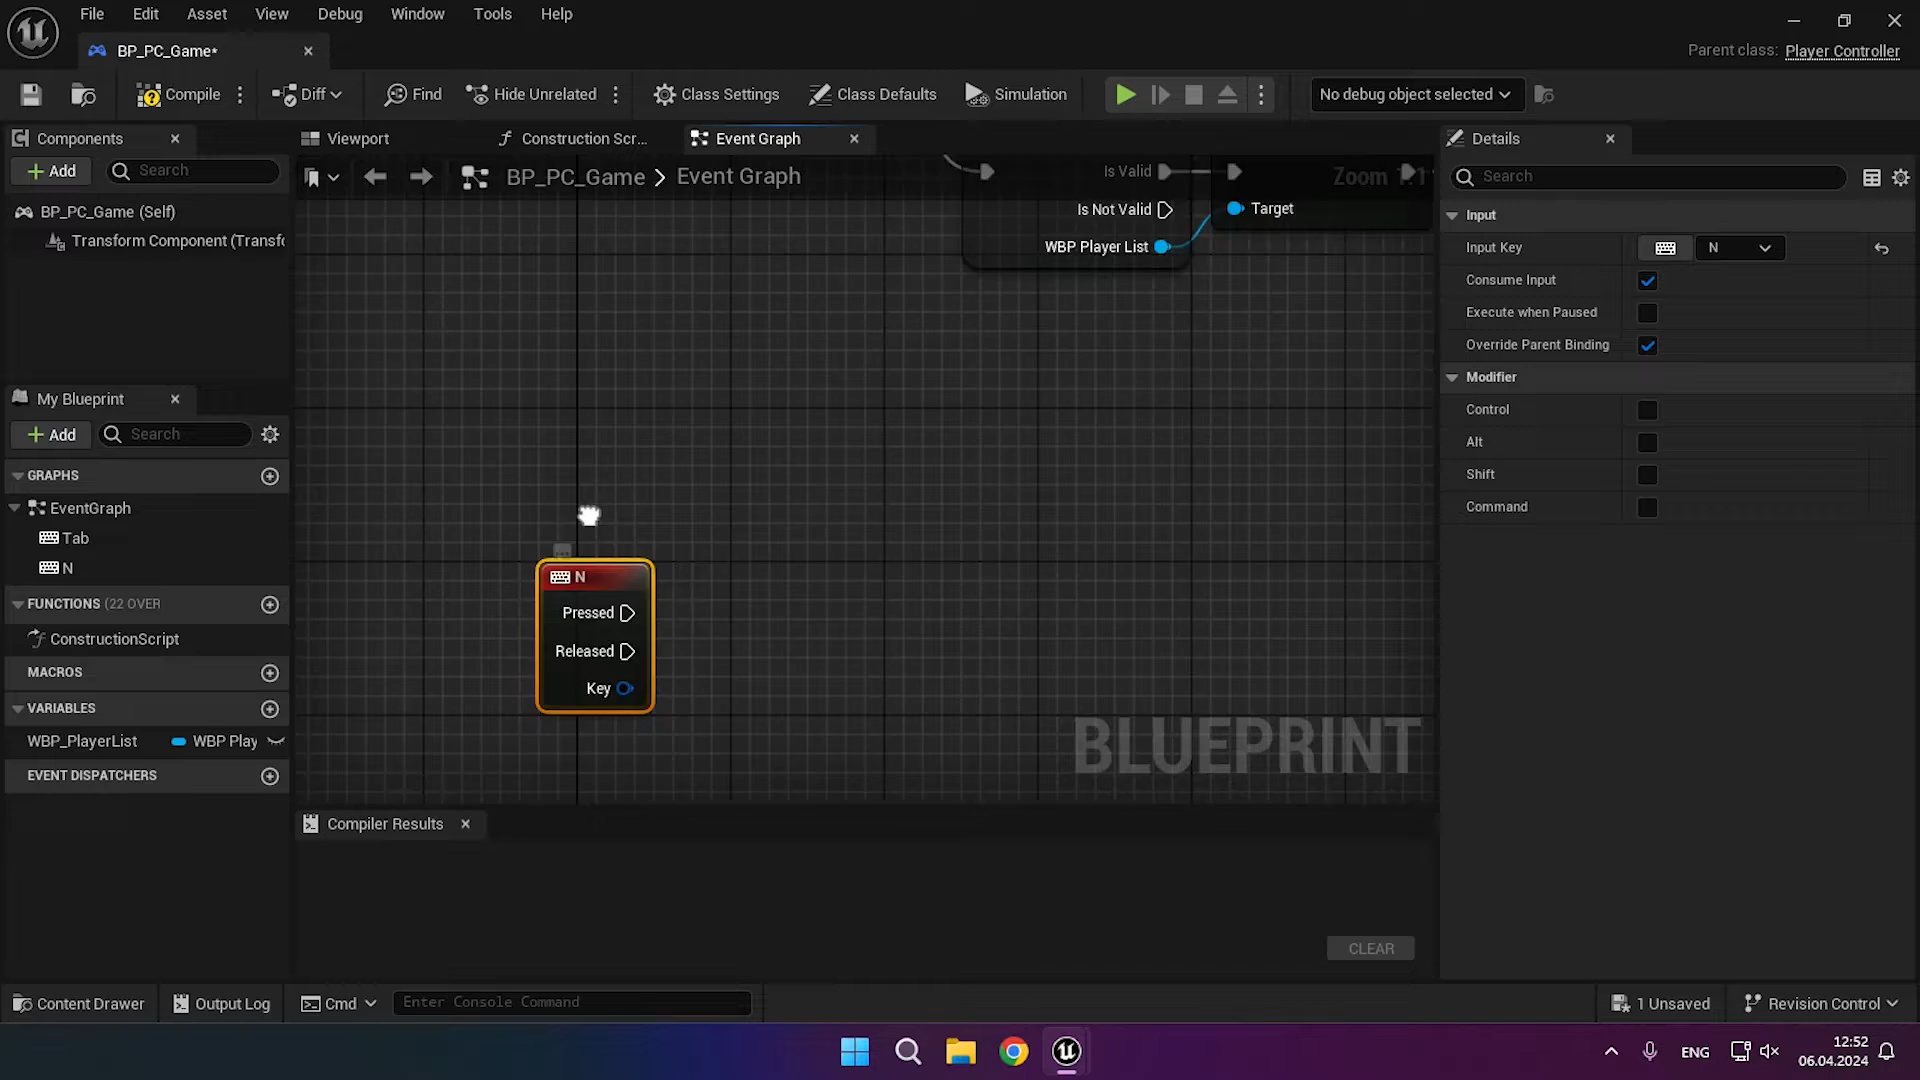 File Edit Asset View Debug Window Tools Help
BP_PC_Game*
Parent class: Player Controller
Compile Diff Find Hide Unrelated Class Settings Class Defaults Simulation No debug object selected
Components
Viewport Construction Scr... Event Graph
Details
Add Search
BP_PC_Game > Event Graph
Zoom 1:1
Search
BP_PC_Game (Self)
Transform Component (Transf
Is Valid
Is Not Valid
WBP Player List
Target
Input
Input Key N
Consume Input
Execute when Paused
Override Parent Binding
Modifier
Control
Alt
Shift
Command
My Blueprint
Add Search
GRAPHS
EventGraph
Tab
N
FUNCTIONS (22 OVER
ConstructionScript
MACROS
VARIABLES
WBP_PlayerList WBP Play
EVENT DISPATCHERS
N
Pressed
Released
Key
BLUEPRINT
Compiler Results
CLEAR
Content Drawer Output Log Cmd Enter Console Command 1 Unsaved Revision Control
ENG
12:52
06.04.2024